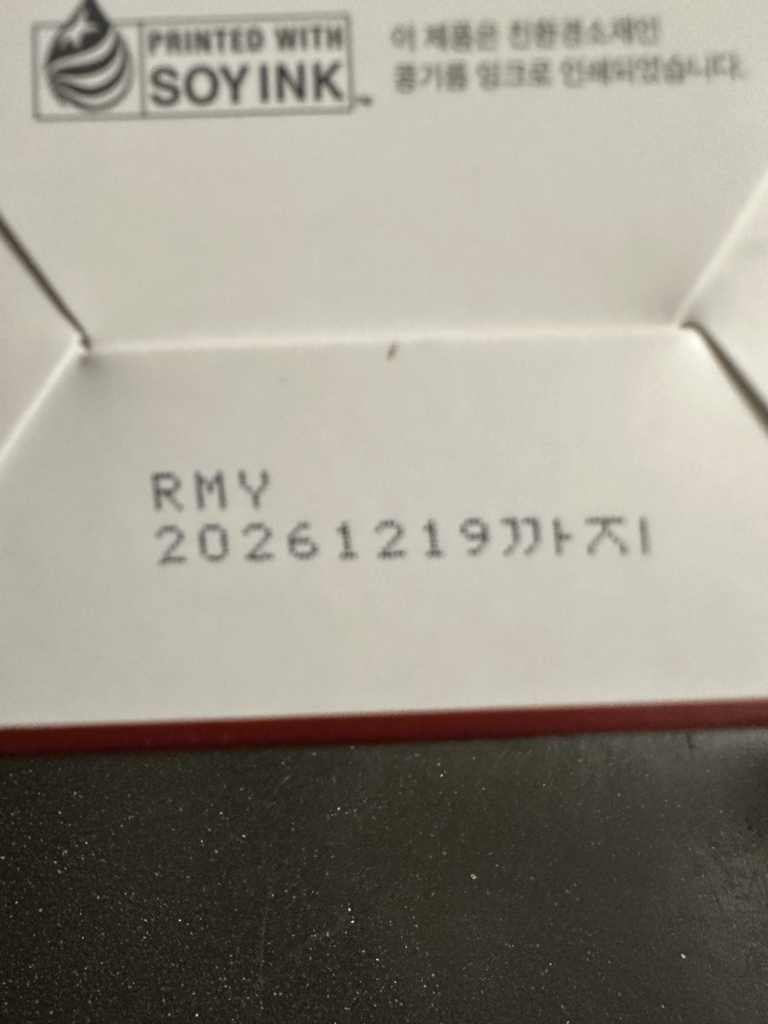 PRINTED WITH
SOY INK™
이 제품은 친환경소재인
콩기름 잉크로 인쇄되었습니다.
RMY
20261219까지